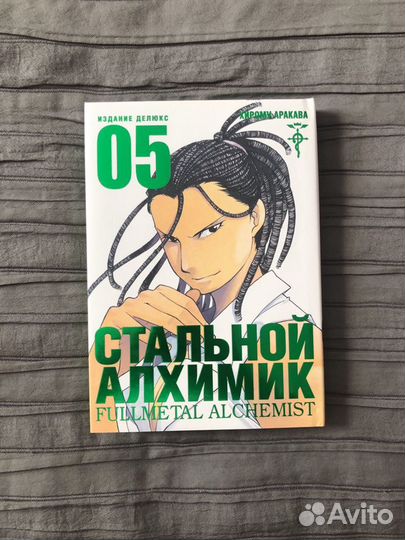 ИЗДАНИЕ ДЕЛЮКС
ХИРОМУ АРАКАВА
05
СТАЛЬНОЙ
АЛХИМИК
FULLMETAL ALCHEMIST
Avito